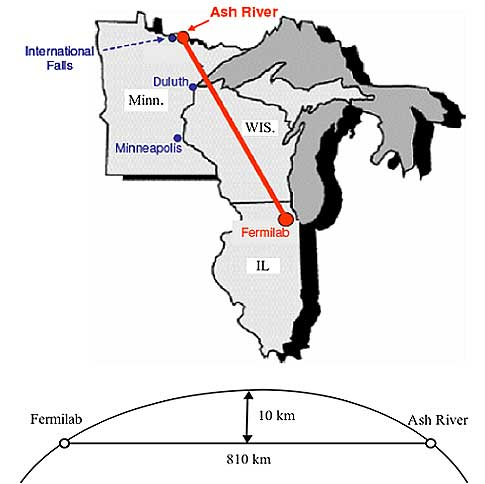 Ash River
International
Falls
Duluth
Minn.
WIS.
Minneapolis
Fermilab
IL
Fermilab
10 km
Ash River
810 km